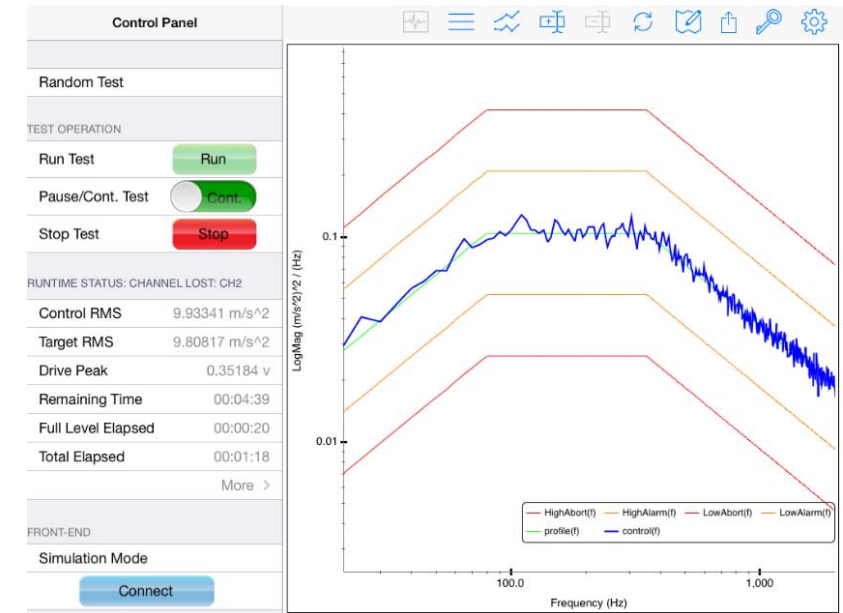 Control Panel
Random Test
TEST OPERATION
Run Test Run
Pause/Cont. Test Cont.
Stop Test Stop
RUNTIME STATUS: CHANNEL LOST: CH2
Control RMS 9.93341 m/s^2
Target RMS 9.80817 m/s^2
Drive Peak 0.35184 v
Remaining Time 00:04:39
Full Level Elapsed 00:00:20
Total Elapsed 00:01:18
More >
FRONT-END
Simulation Mode
Connect
LogMag (m/s^2)^2 / (Hz)
0.1
0.01
HighAbort(f) HighAlarm(f) LowAbort(f) LowAlarm(f)
profile(f) control(f)
100.0 1,000
Frequency (Hz)